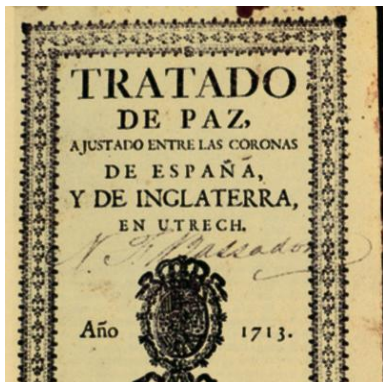 TRATADO
DE PAZ,
AJUSTADO ENTRE LAS CORONAS
DE ESPAÑA,
Y DE INGLATERRA,
EN UTRECH.
Año 1713.